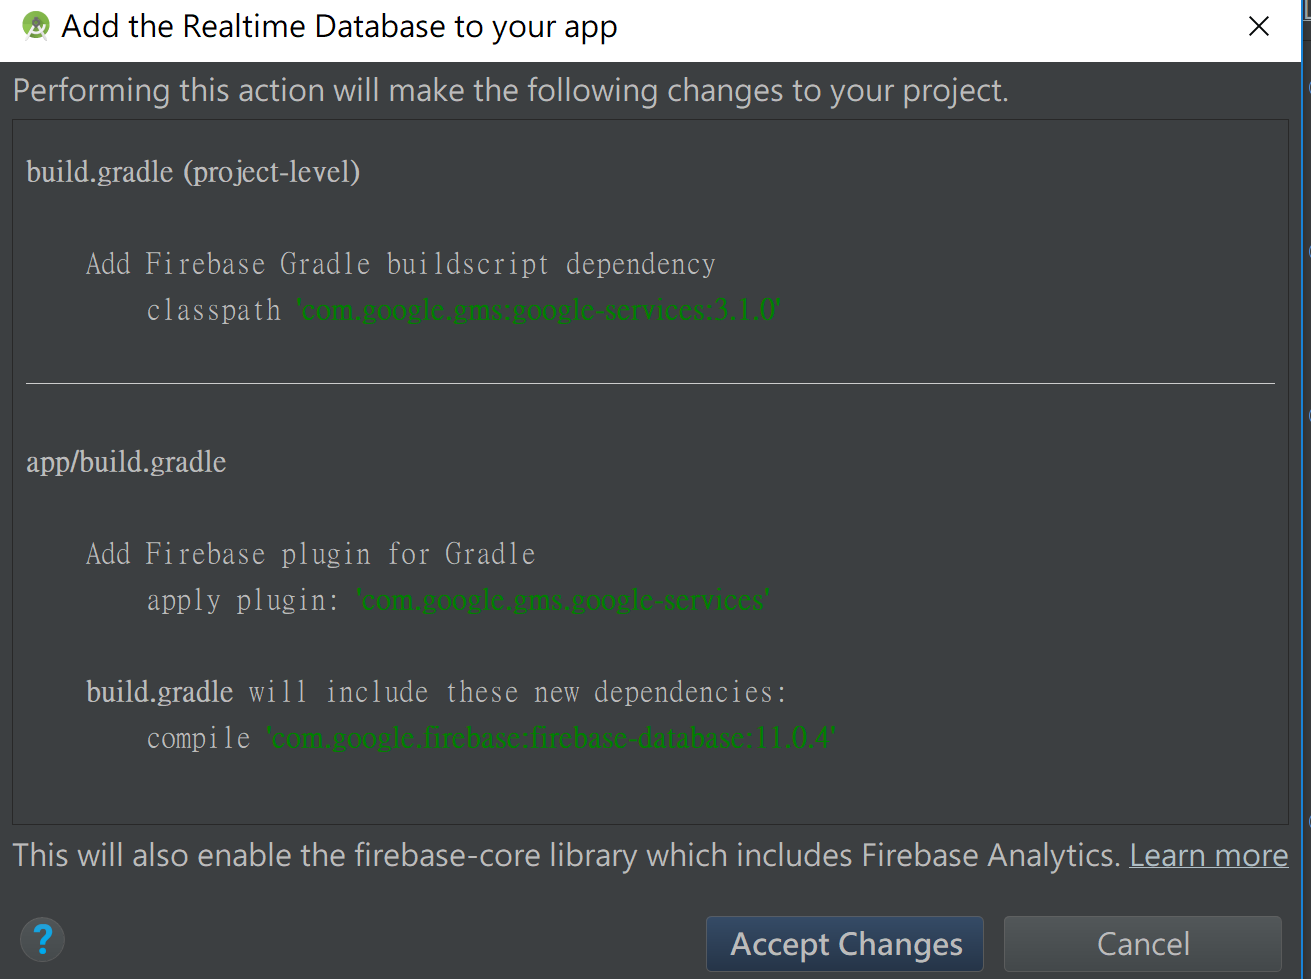 Add the Realtime Database to your app
Performing this action will make the following changes to your project.
build.gradle (project-level)
Add Firebase Gradle buildscript dependency
classpath 'com.google.gms:google-services:3.1.0'
app/build.gradle
Add Firebase plugin for Gradle
apply plugin: 'com.google.gms.google-services'
build.gradle will include these new dependencies:
compile 'com.google.firebase:firebase-database:11.0.4'
This will also enable the firebase-core library which includes Firebase Analytics. Learn more
?
Accept Changes
Cancel